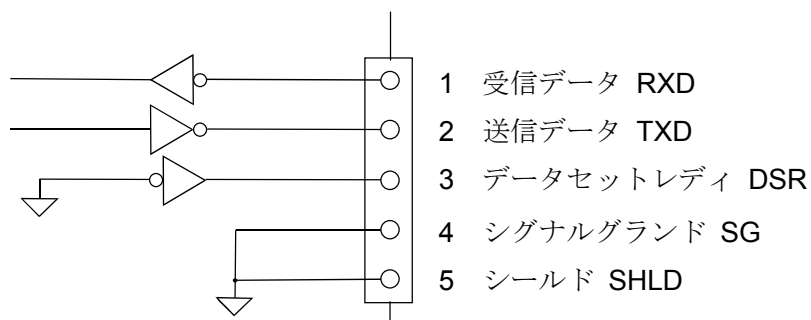 1 受信データ RXD
2 送信データ TXD
3 データセットレディ DSR
4 シグナルグランド SG
5 シールド SHLD